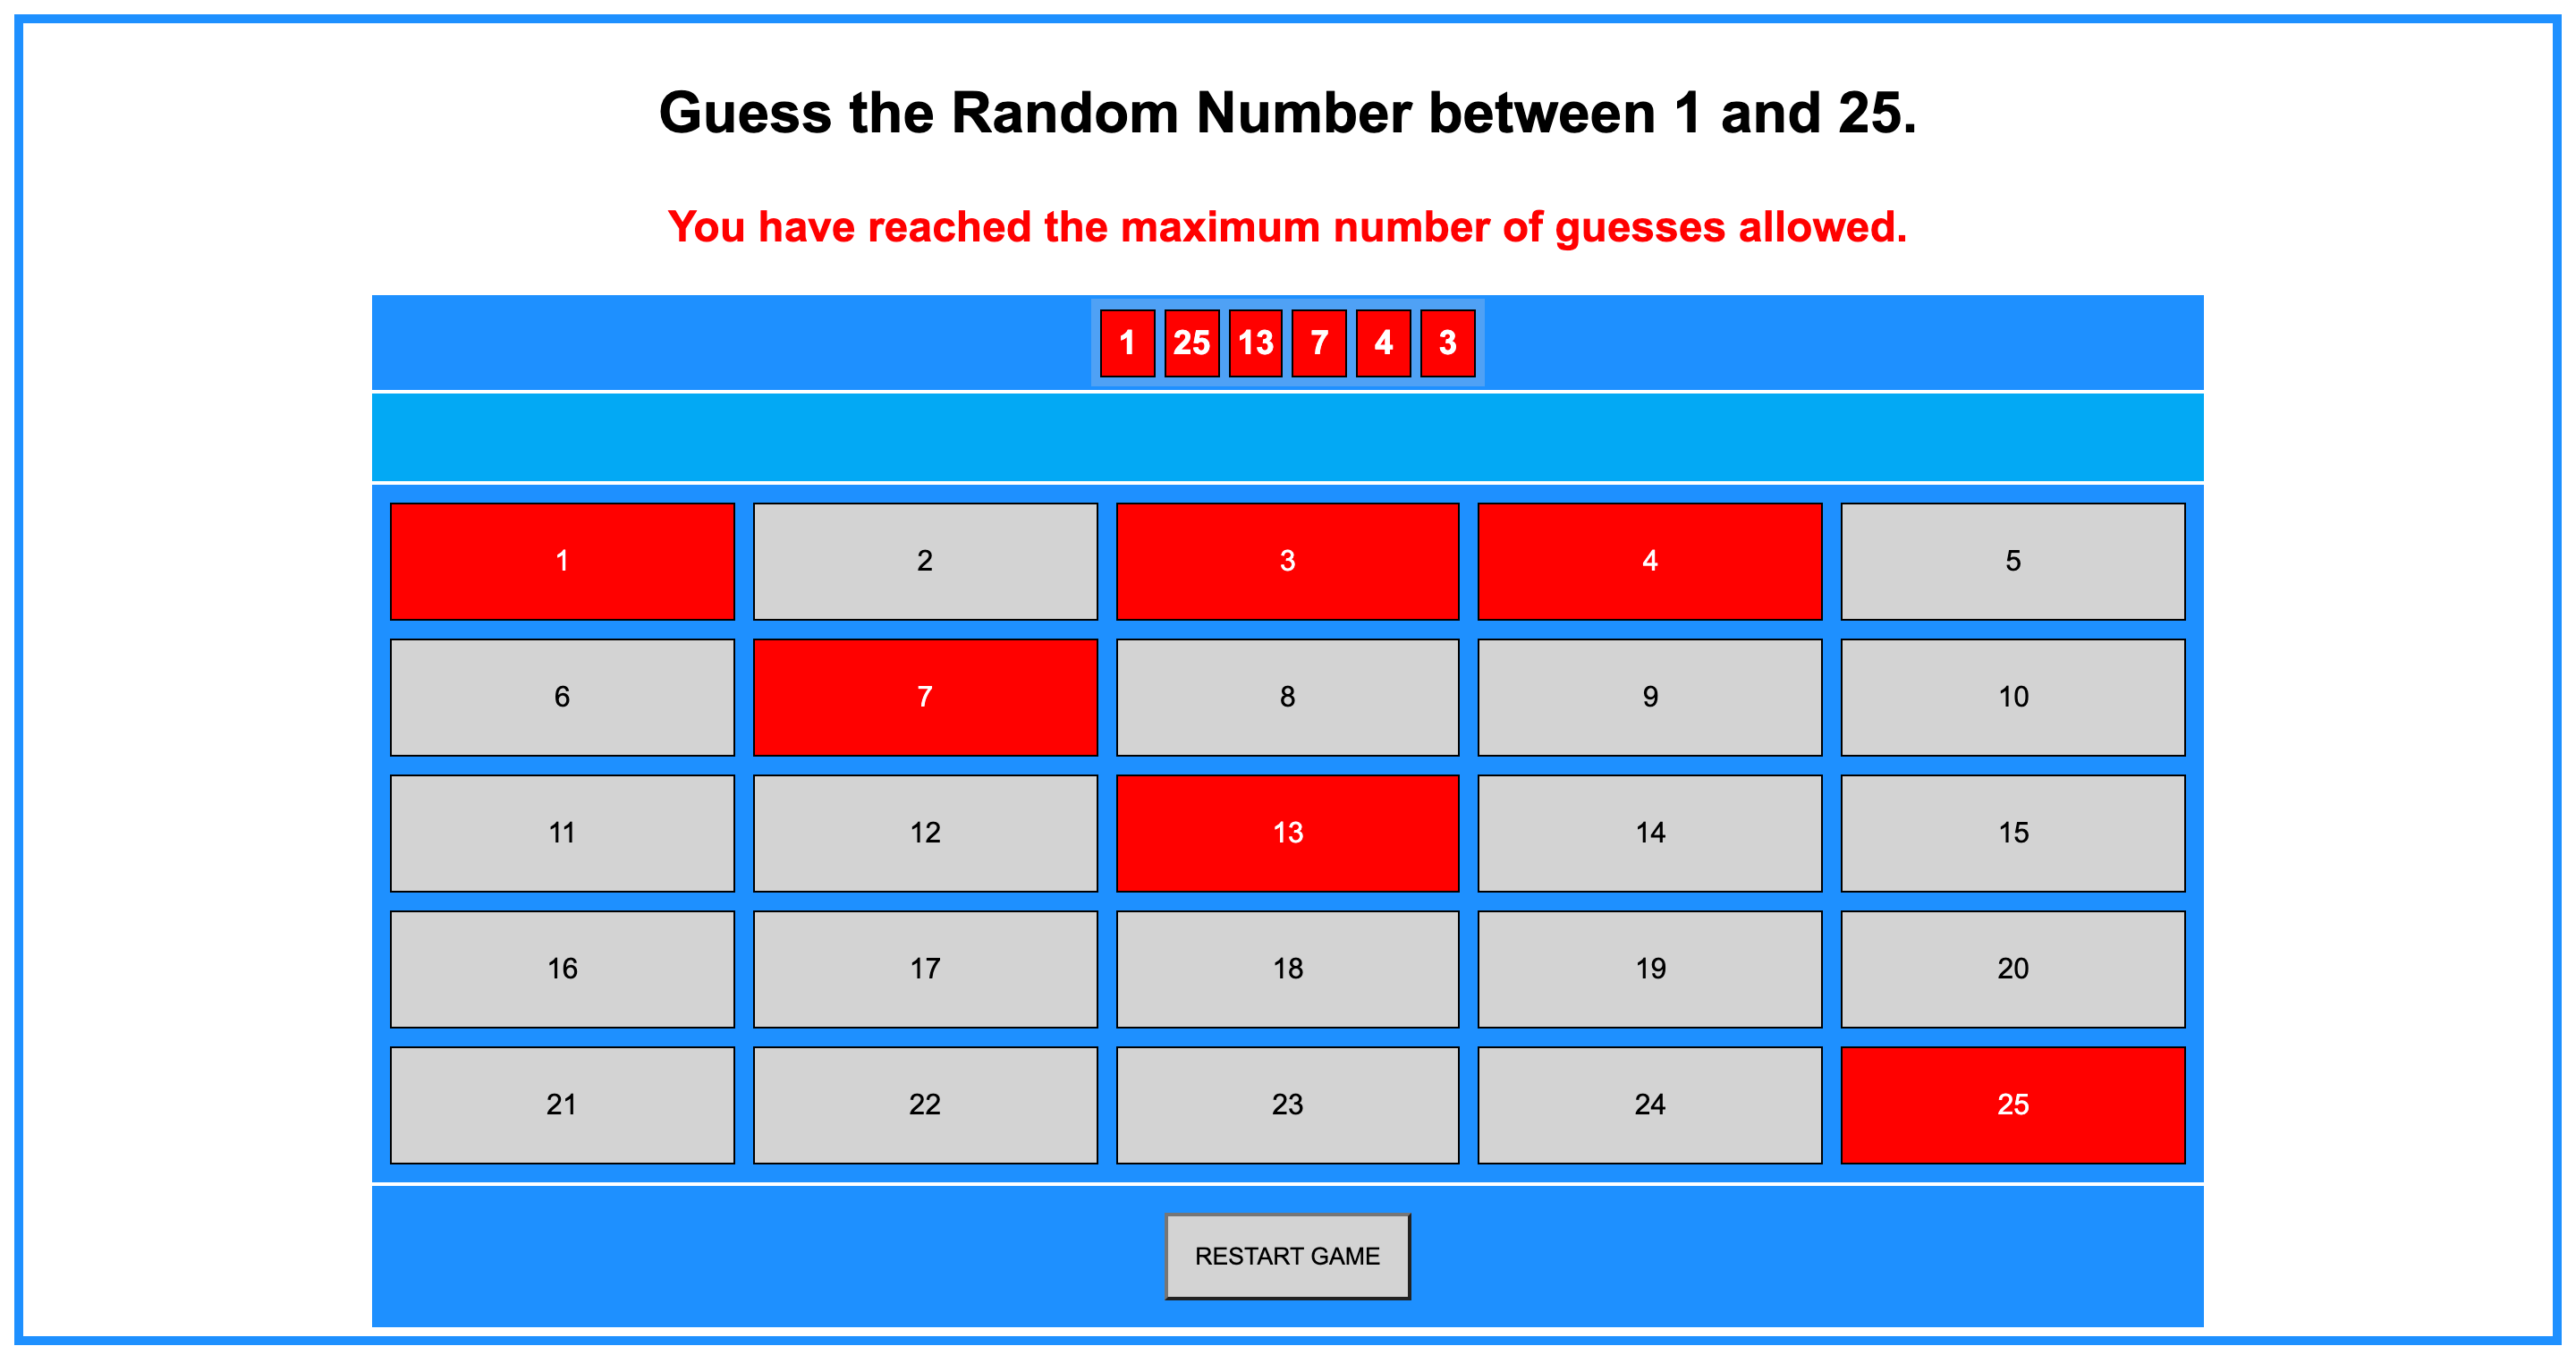 Guess the Random Number between 1 and 25.
You have reached the maximum number of guesses allowed.
1 25 13 7 4 3
1 2 3 4 5
6 7 8 9 10
11 12 13 14 15
16 17 18 19 20
21 22 23 24 25
RESTART GAME